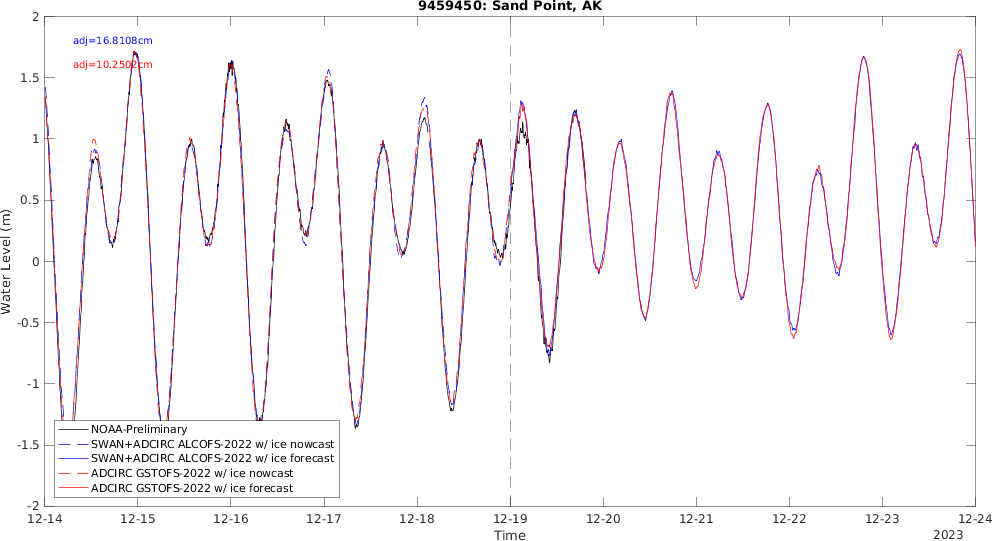 9459450: Sand Point, AK
adj=16.8108cm
adj=10.2502cm
2
1.5
1
0.5
0
-0.5
-1
-1.5
-2
Water Level (m)
NOAA-Preliminary
SWAN+ADCIRC ALCOFS-2022 w/ ice nowcast
SWAN+ADCIRC ALCOFS-2022 w/ ice forecast
ADCIRC GSTOFS-2022 w/ ice nowcast
ADCIRC GSTOFS-2022 w/ ice forecast
12-14 12-15 12-16 12-17 12-18 12-19 12-20 12-21 12-22 12-23 12-24
Time
2023